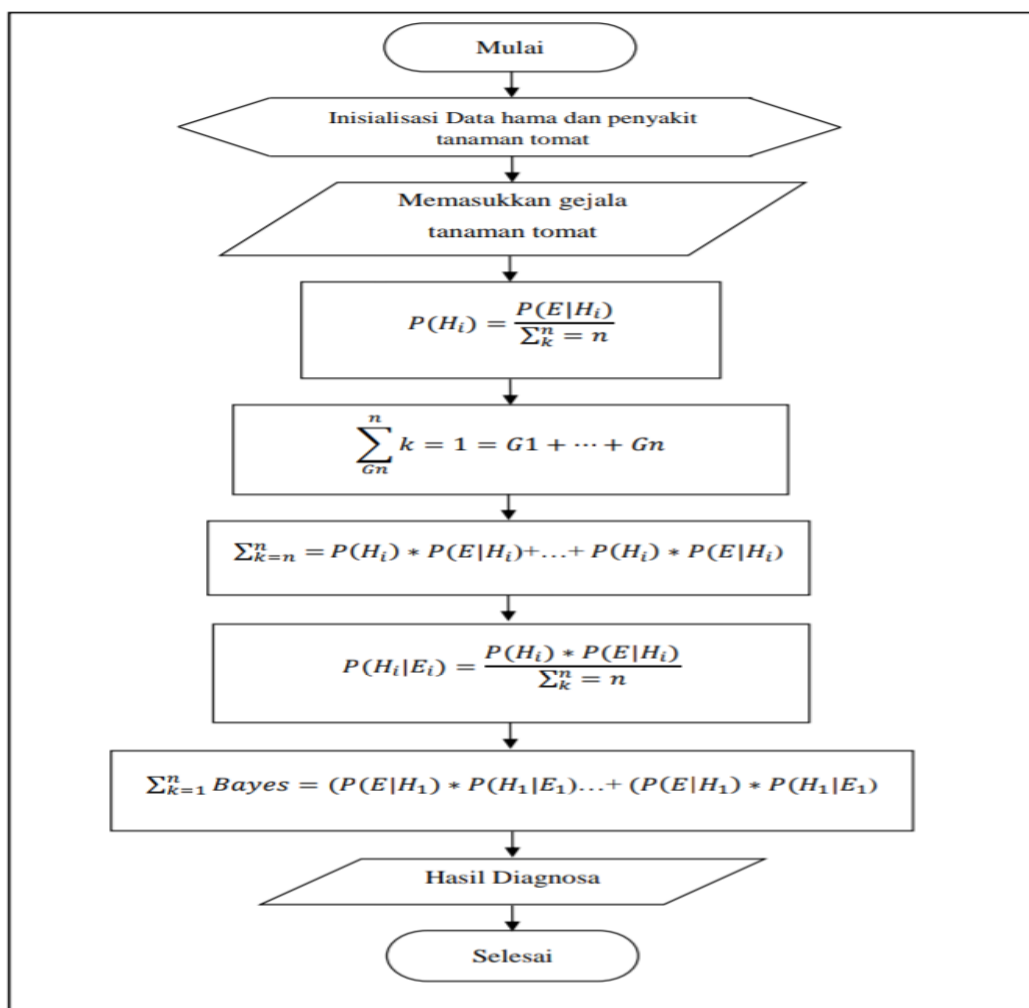 Mulai
Inisialisasi Data hama dan penyakit
tanaman tomat
Memasukkan gejala
tanaman tomat
P(H_i) = P(E|H_i) / Σ_k^n = n
Σ_{Gn}^n k = 1 = G1 + ⋯ + Gn
Σ_{k=n}^n = P(H_i) * P(E|H_i)+...+ P(H_i) * P(E|H_i)
P(H_i|E_i) = P(H_i) * P(E|H_i) / Σ_k^n = n
Σ_{k=1}^n Bayes = (P(E|H_1) * P(H_1|E_1)...+ (P(E|H_1) * P(H_1|E_1)
Hasil Diagnosa
Selesai